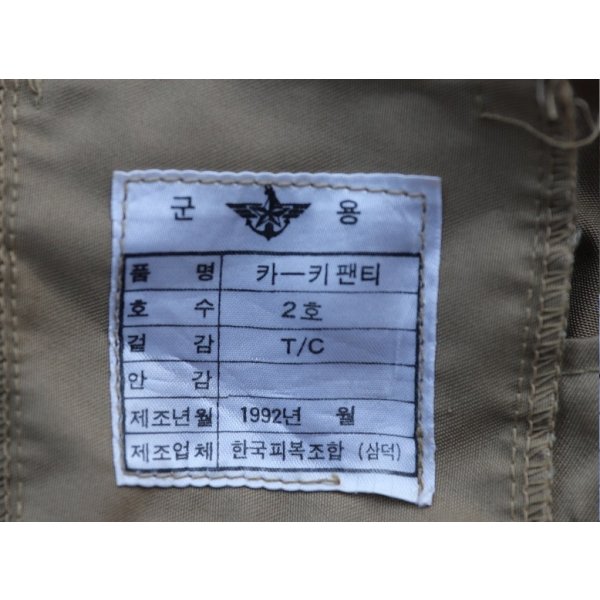 군 용
품 명 카—키팬티
호 수 2호
겉 감 T/C
안 감
제조년월 1992년 월
제조업체 한국피복조합 (삼덕)